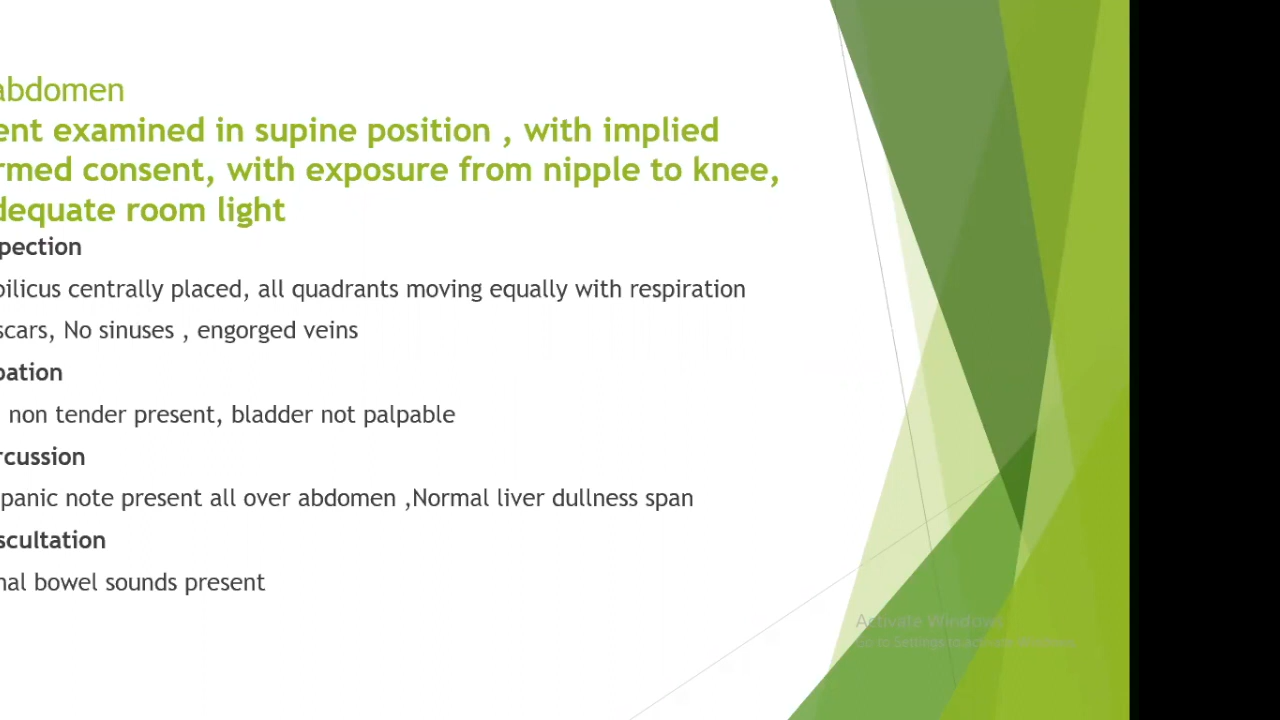 abdomen
ent examined in supine position , with implied
rmed consent, with exposure from nipple to knee,
dequate room light
pection
bilicus centrally placed, all quadrants moving equally with respiration
scars, No sinuses , engorged veins
pation
, non tender present, bladder not palpable
rcussion
panic note present all over abdomen ,Normal liver dullness span
scultation
nal bowel sounds present
Activate Windows
Go to Settings to activate Windows.